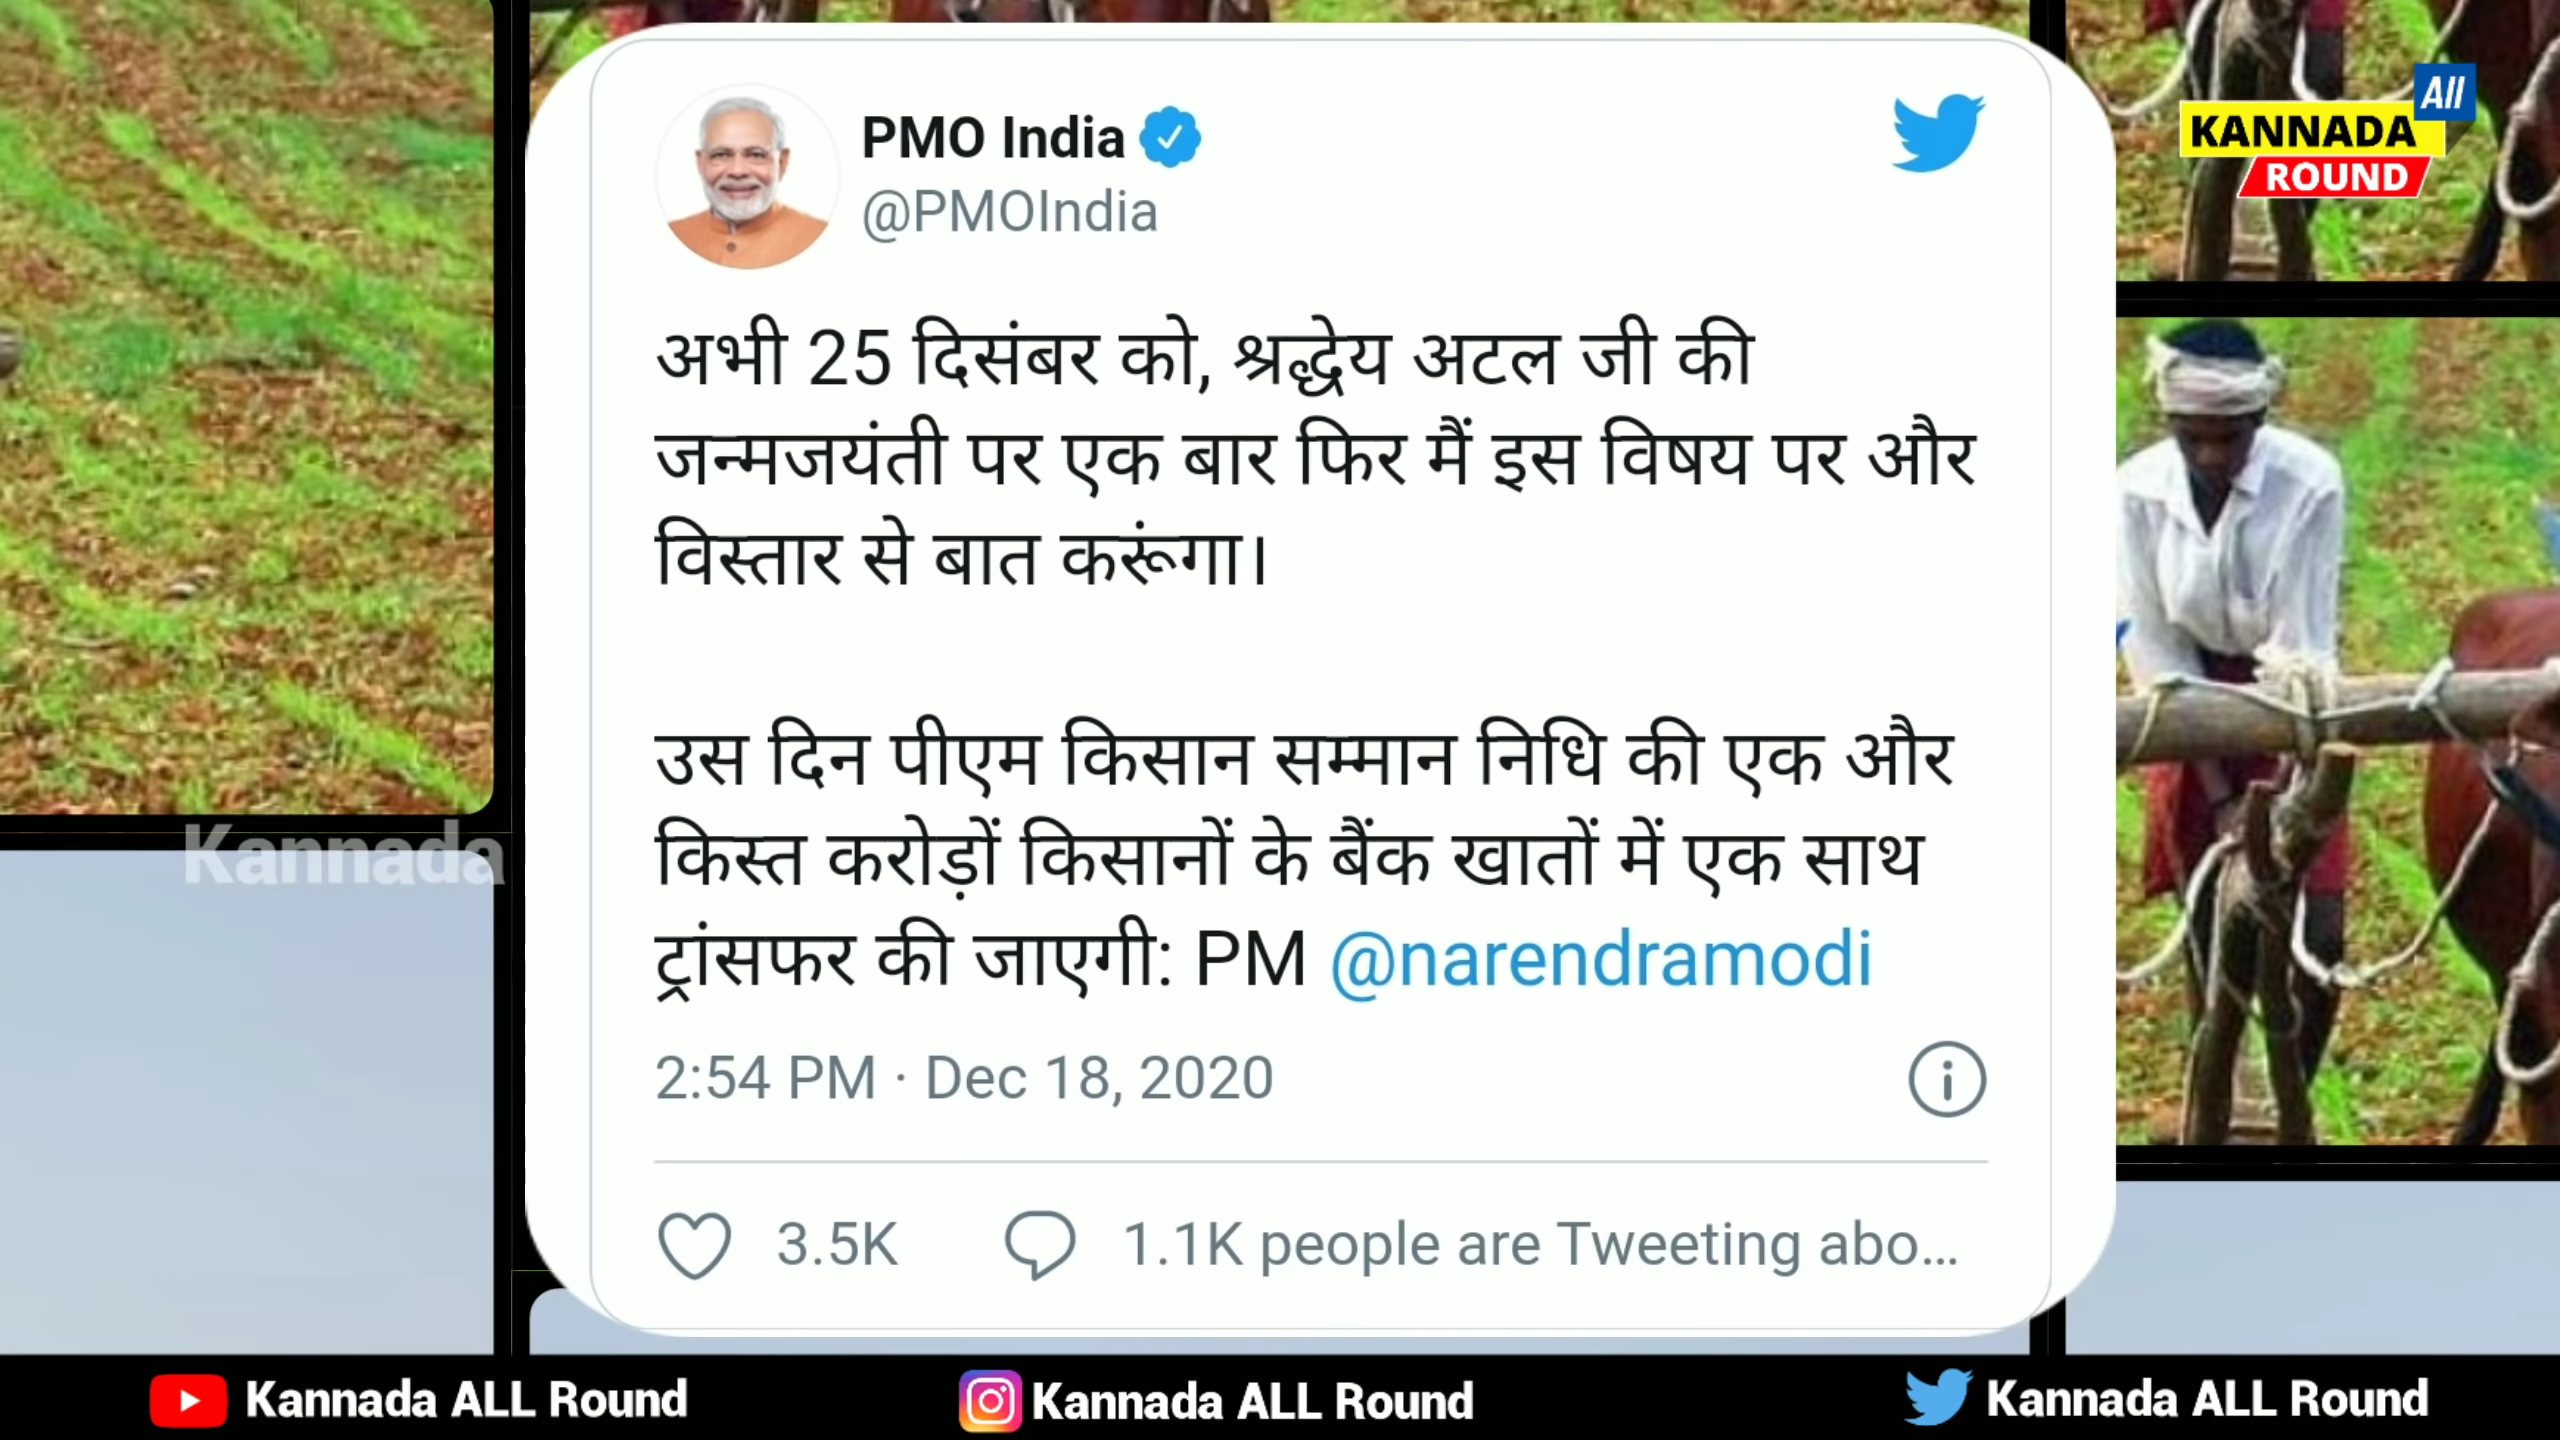 PMO India
@PMOIndia
All
KANNADA
ROUND
अभी 25 दिसंबर को, श्रद्धेय अटल जी की
जन्मजयंती पर एक बार फिर मैं इस विषय पर और
विस्तार से बात करूंगा।
उस दिन पीएम किसान सम्मान निधि की एक और
किस्त करोड़ों किसानों के बैंक खातों में एक साथ
ट्रांसफर की जाएगी: PM @narendramodi
2:54 PM · Dec 18, 2020
3.5K 1.1K people are Tweeting abo...
Kannada
Kannada ALL Round
Kannada ALL Round
Kannada ALL Round